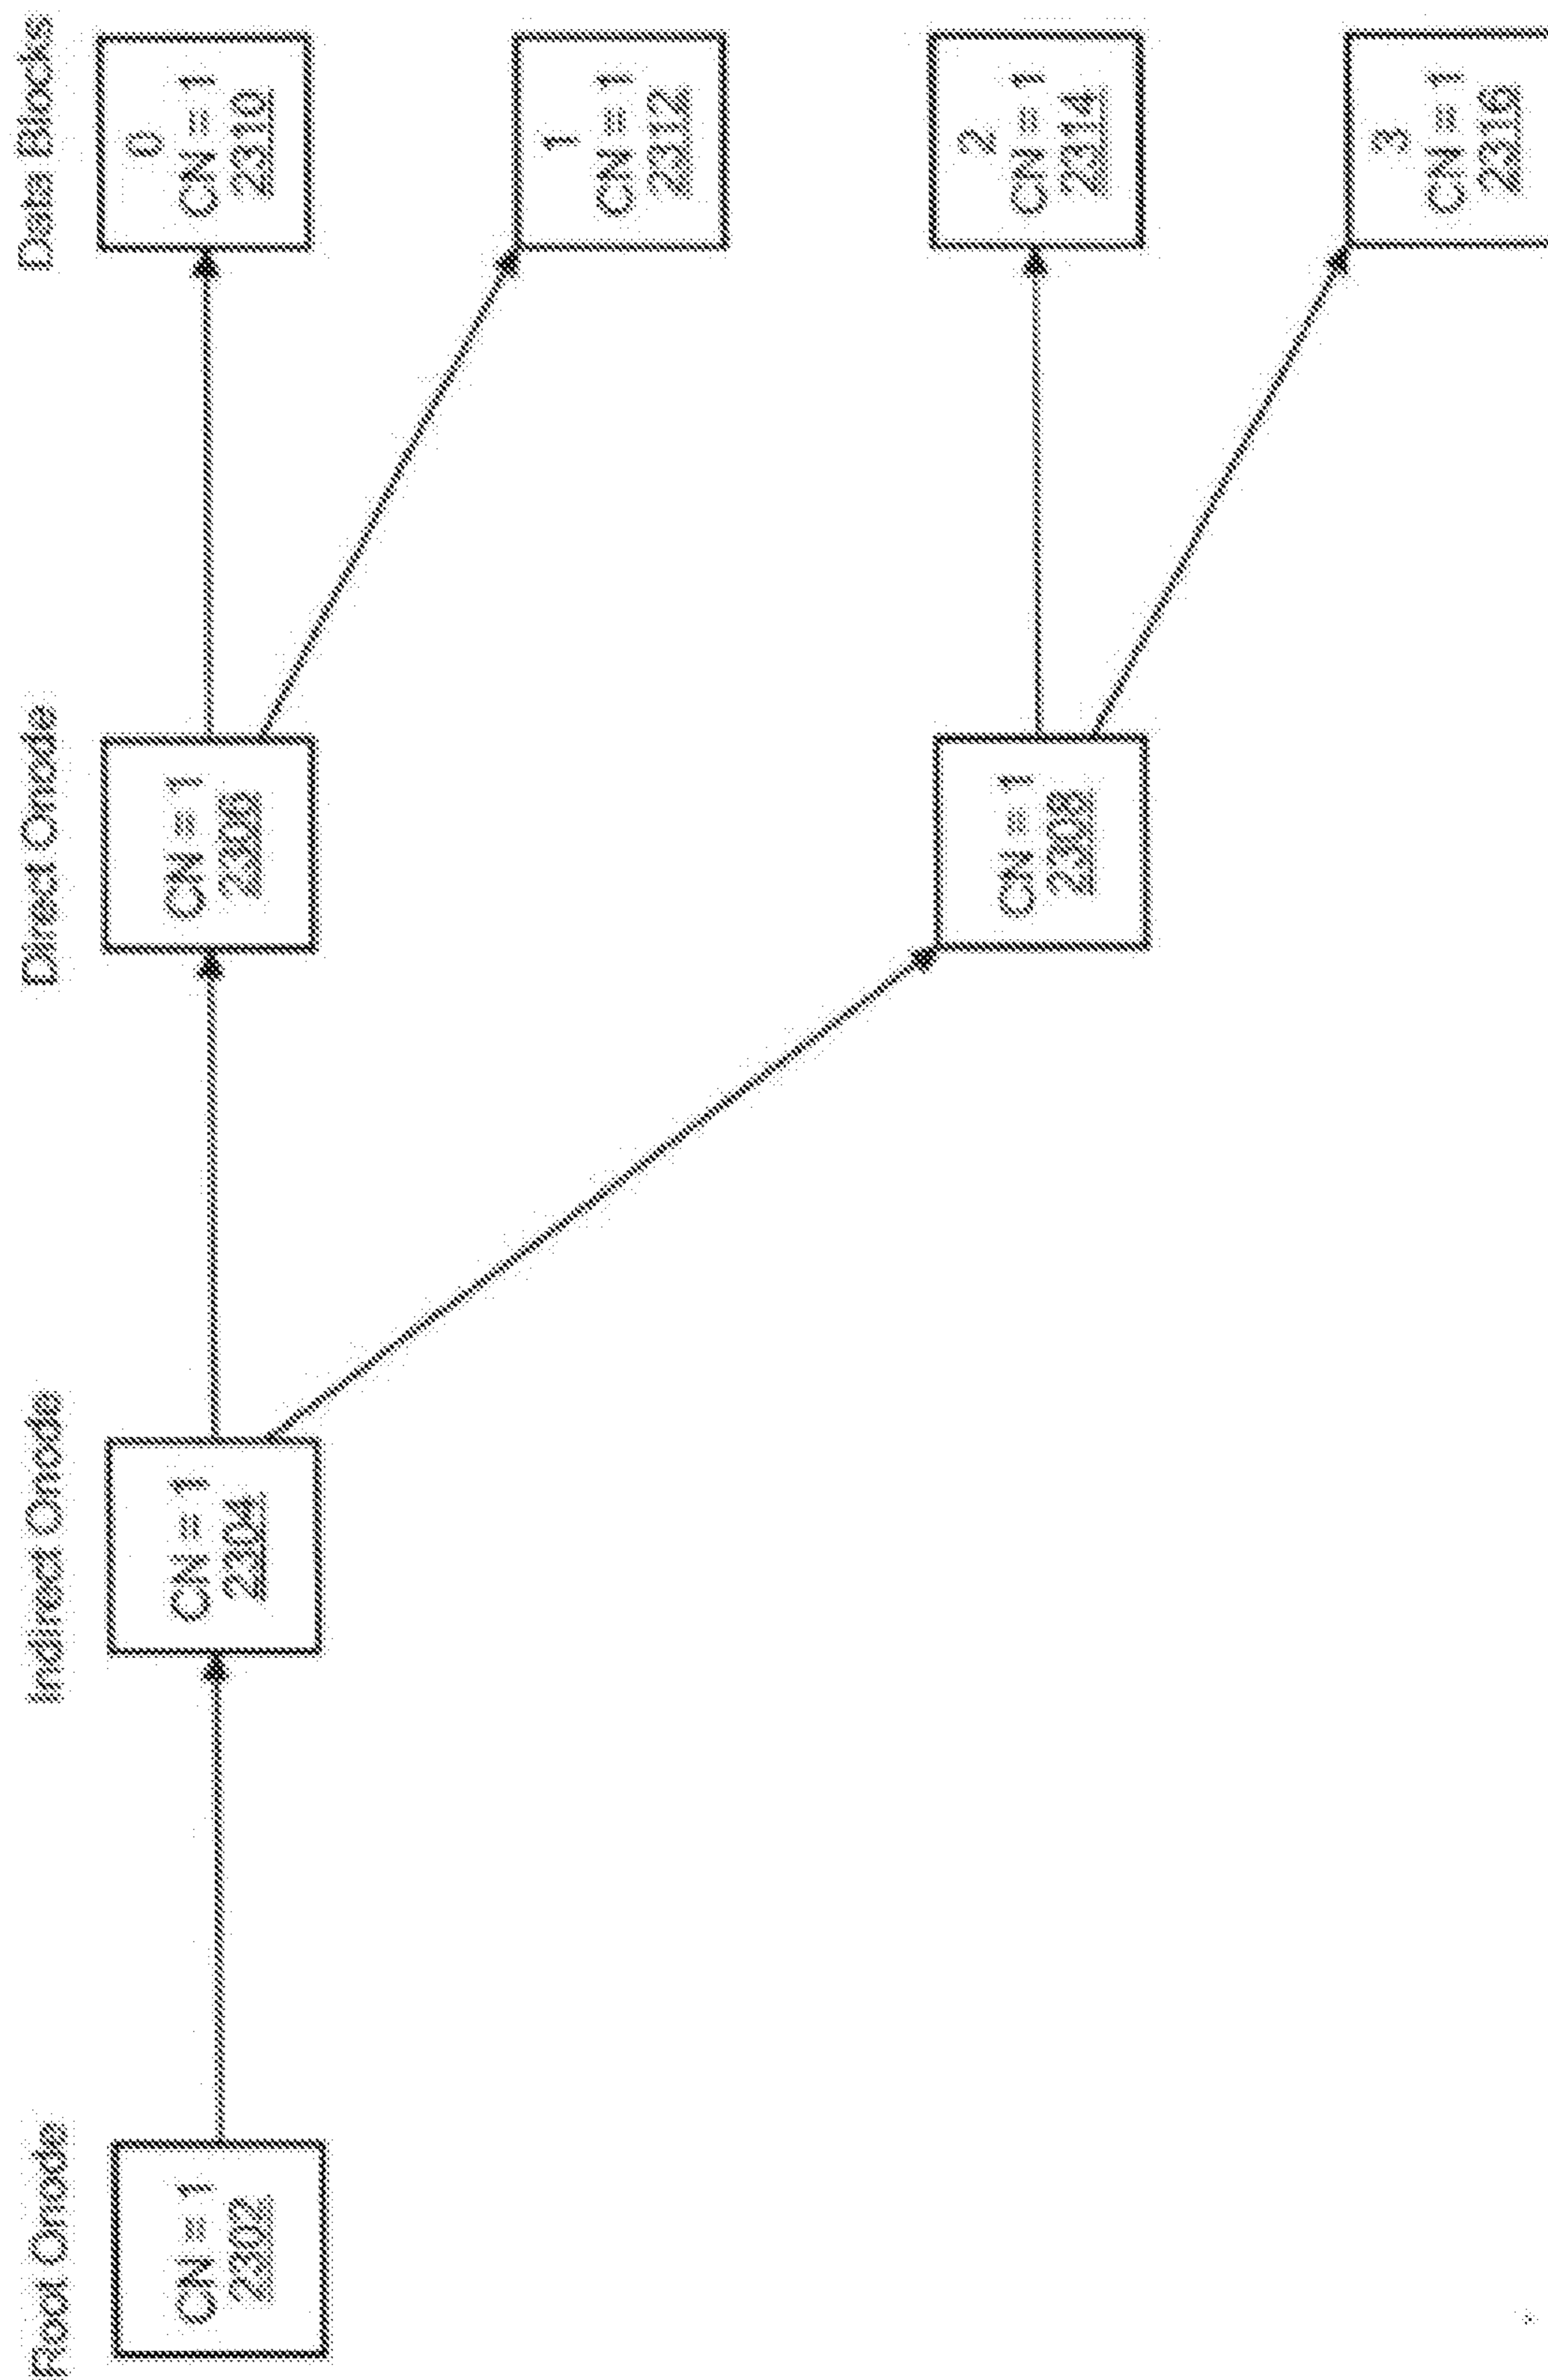 Root Onode
Indirect Onode
Direct Onode
Data Blocks
CN = 1
2302
CN = 1
2304
CN = 1
2306
0
CN = 1
2310
1
CN = 1
2312
CN = 1
2308
2
CN = 1
2314
3
CN = 1
2316